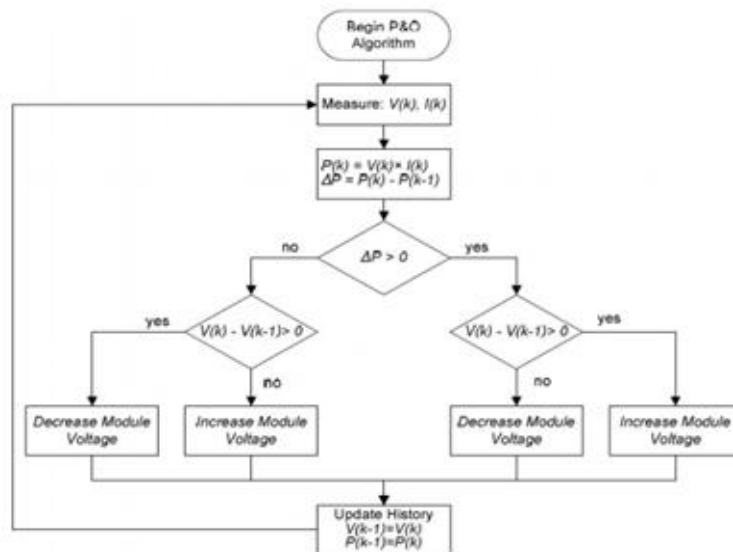 Begin P&O
Algorithm
Measure: V(k), I(k)
P(k) = V(k)× I(k)
ΔP = P(k) - P(k-1)
no
yes
ΔP > 0
yes
V(k) - V(k-1)> 0
V(k) - V(k-1)> 0
yes
no
no
Decrease Module
Voltage
Increase Module
Voltage
Decrease Module
Voltage
Increase Module
Voltage
Update History
V(k-1)=V(k)
P(k-1)=P(k)